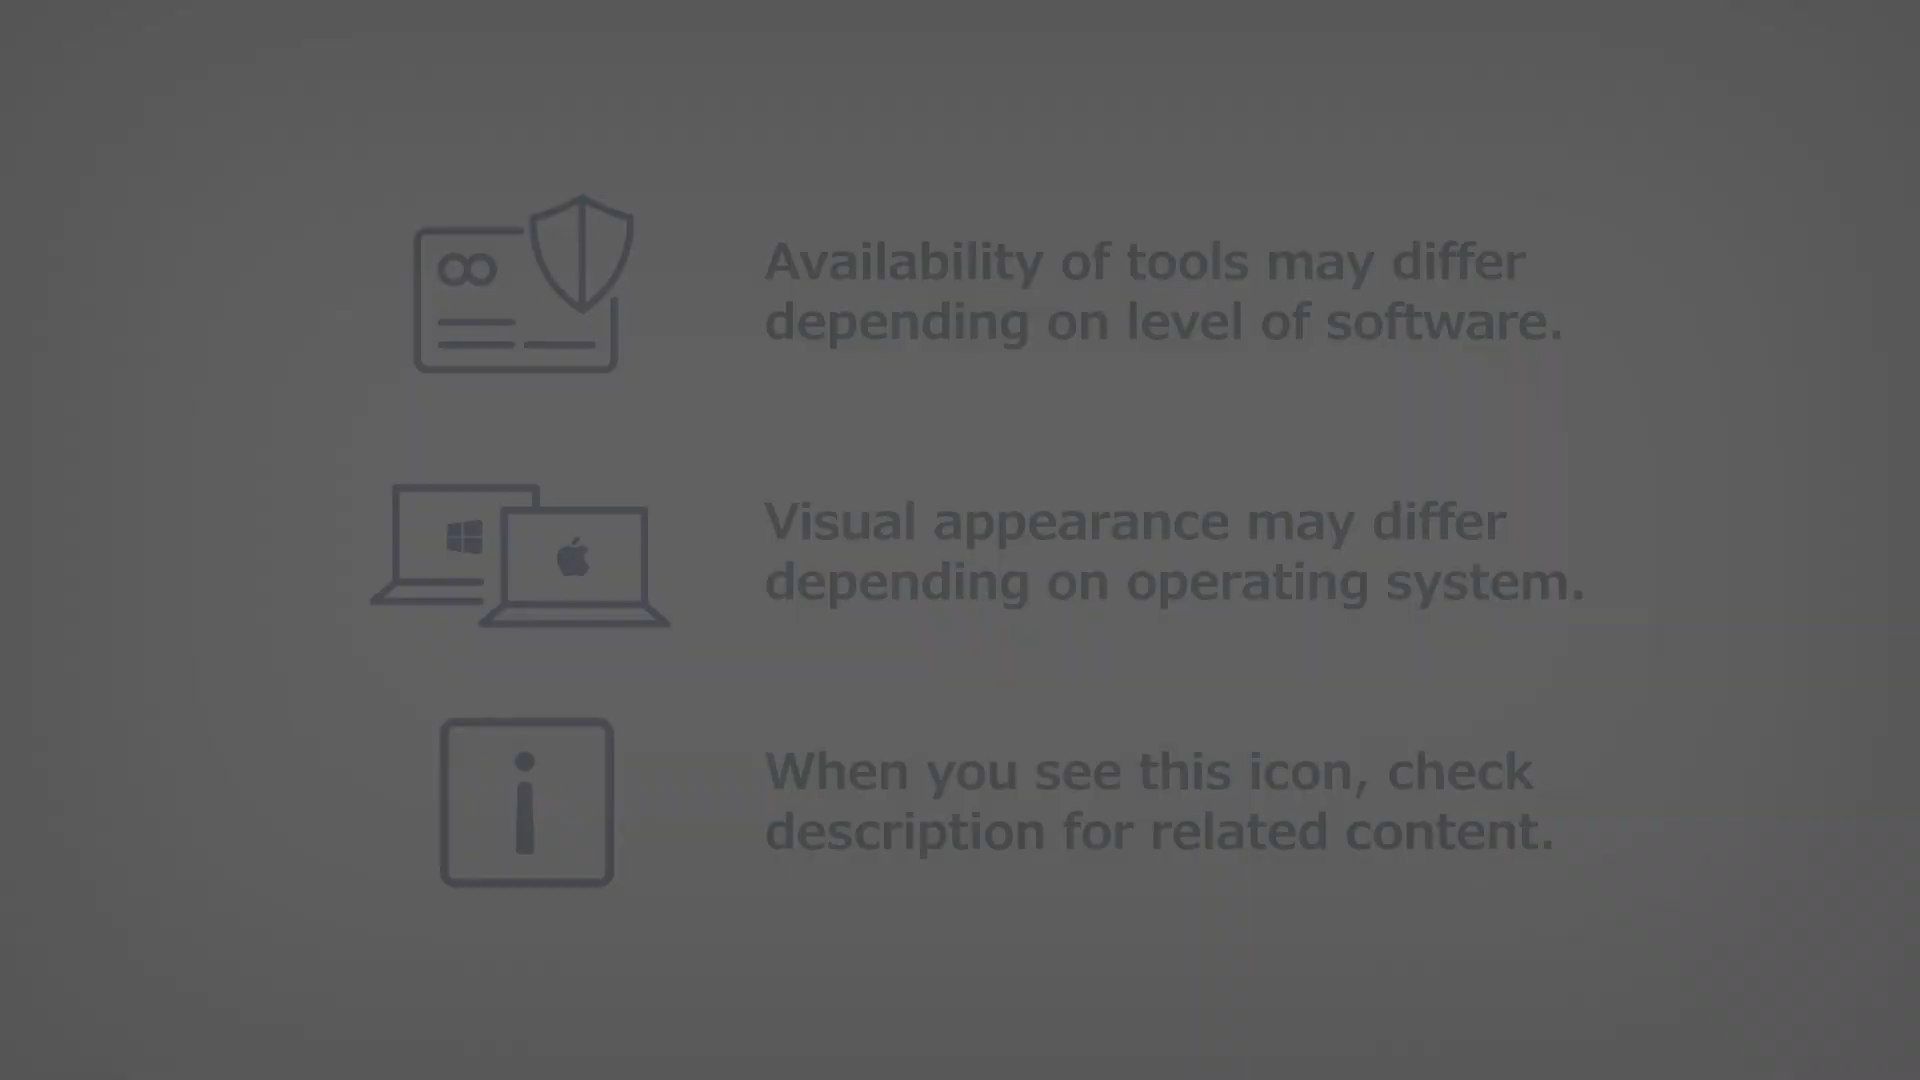 Availability of tools may differ
depending on level of software.
Visual appearance may differ
depending on operating system.
When you see this icon, check
description for related content.